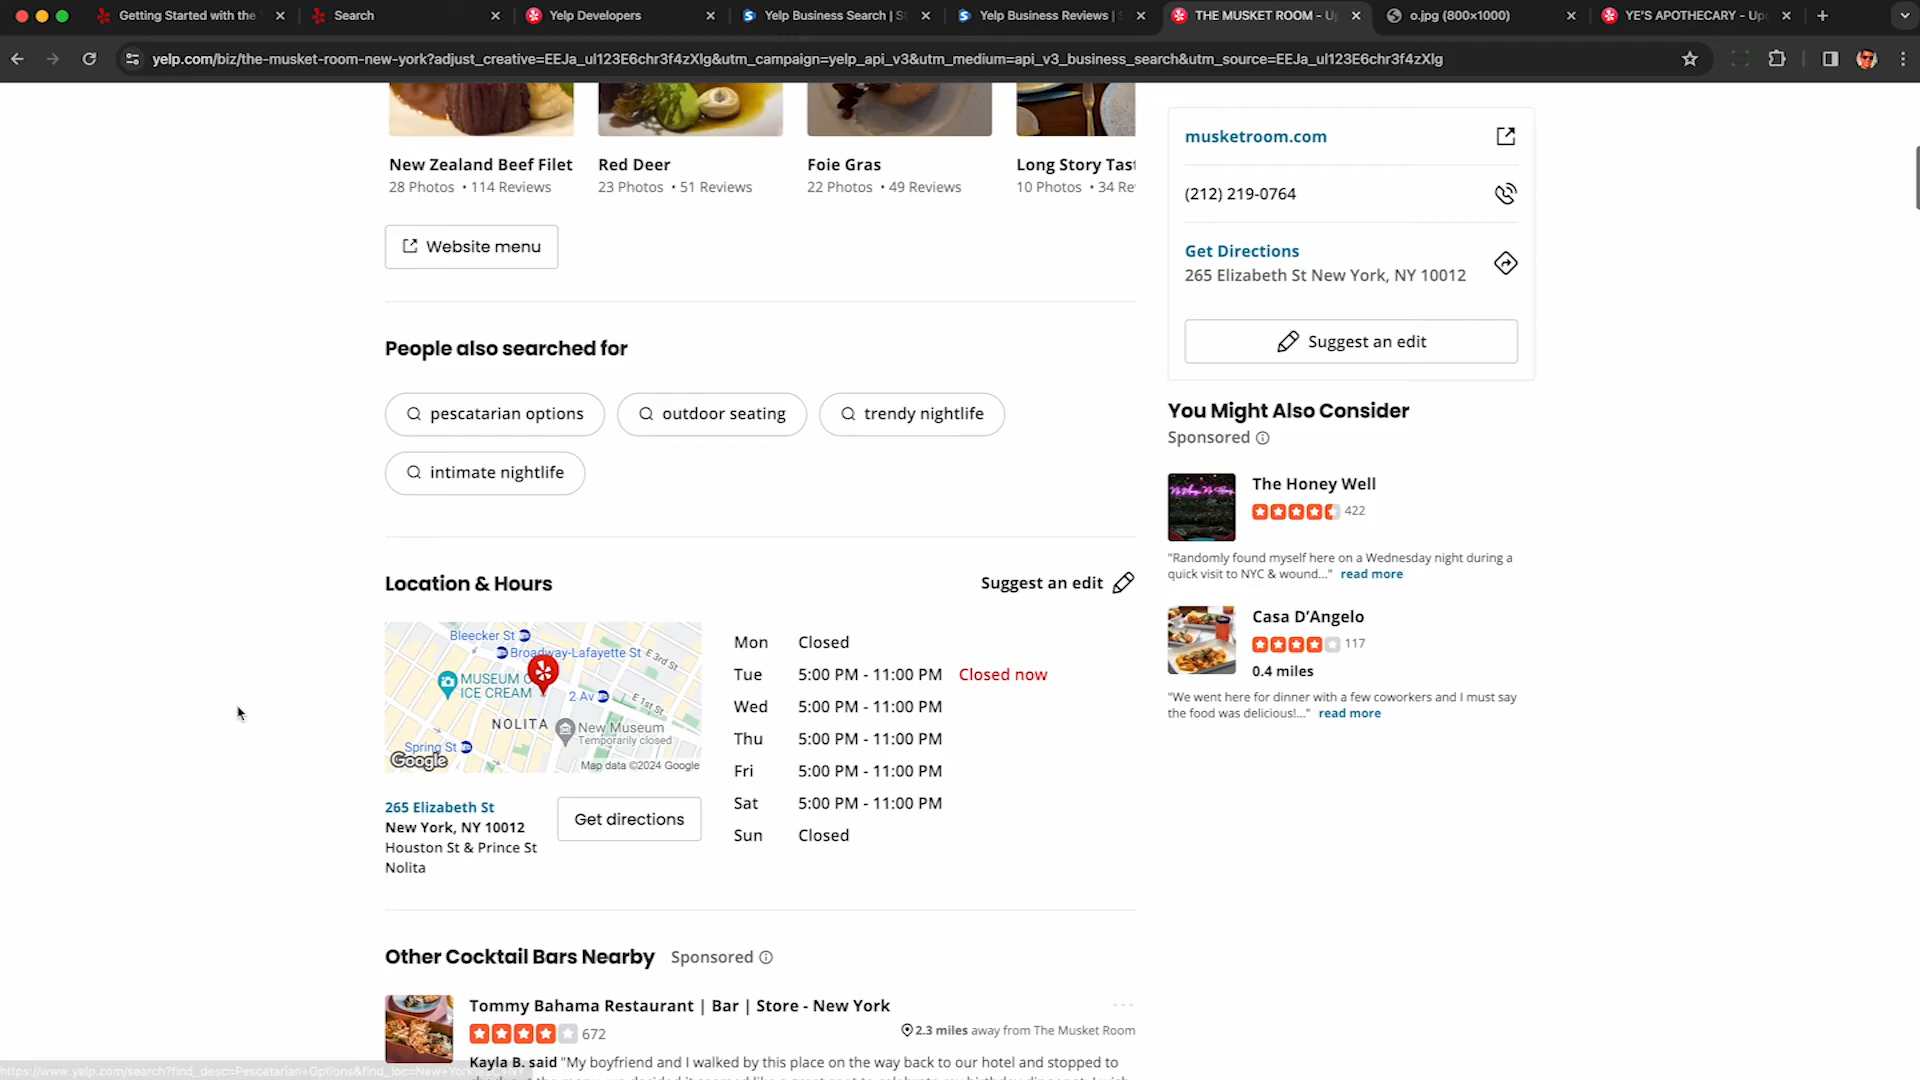 Getting Started with the
Search
Yelp Developers
Yelp Business Search | S
Yelp Business Reviews |
THE MUSKET ROOM - U
o.jpg (800×1000)
YE'S APOTHECARY - Up
yelp.com/biz/the-musket-room-new-york?adjust_creative=EEJa_ul123E6chr3f4zXlg&utm_campaign=yelp_api_v3&utm_medium=api_v3_business_search&utm_source=EEJa_ul123E6chr3f4zXlg
New Zealand Beef Filet
28 Photos • 114 Reviews
Red Deer
23 Photos • 51 Reviews
Foie Gras
22 Photos • 49 Reviews
Long Story Tast
10 Photos • 34 Re
Website menu
People also searched for
pescatarian options
outdoor seating
trendy nightlife
intimate nightlife
Location & Hours
Suggest an edit
Bleecker St
Broadway-Lafayette St
E 3rd St
MUSEUM O
ICE CREAM
2 Av
E 1st St
NOLITA
New Museum
Temporarily closed
Spring St
Google
Map data ©2024 Google
265 Elizabeth St
New York, NY 10012
Houston St & Prince St
Nolita
Get directions
Mon Closed
Tue 5:00 PM - 11:00 PM Closed now
Wed 5:00 PM - 11:00 PM
Thu 5:00 PM - 11:00 PM
Fri 5:00 PM - 11:00 PM
Sat 5:00 PM - 11:00 PM
Sun Closed
Other Cocktail Bars Nearby Sponsored
Tommy Bahama Restaurant | Bar | Store - New York
672
2.3 miles away from The Musket Room
Kayla B. said "My boyfriend and I walked by this place on the way back to our hotel and stopped to
musketroom.com
(212) 219-0764
Get Directions
265 Elizabeth St New York, NY 10012
Suggest an edit
You Might Also Consider
Sponsored
The Honey Well
422
"Randomly found myself here on a Wednesday night during a
quick visit to NYC & wound..." read more
Casa D'Angelo
117
0.4 miles
"We went here for dinner with a few coworkers and I must say
the food was delicious!..." read more